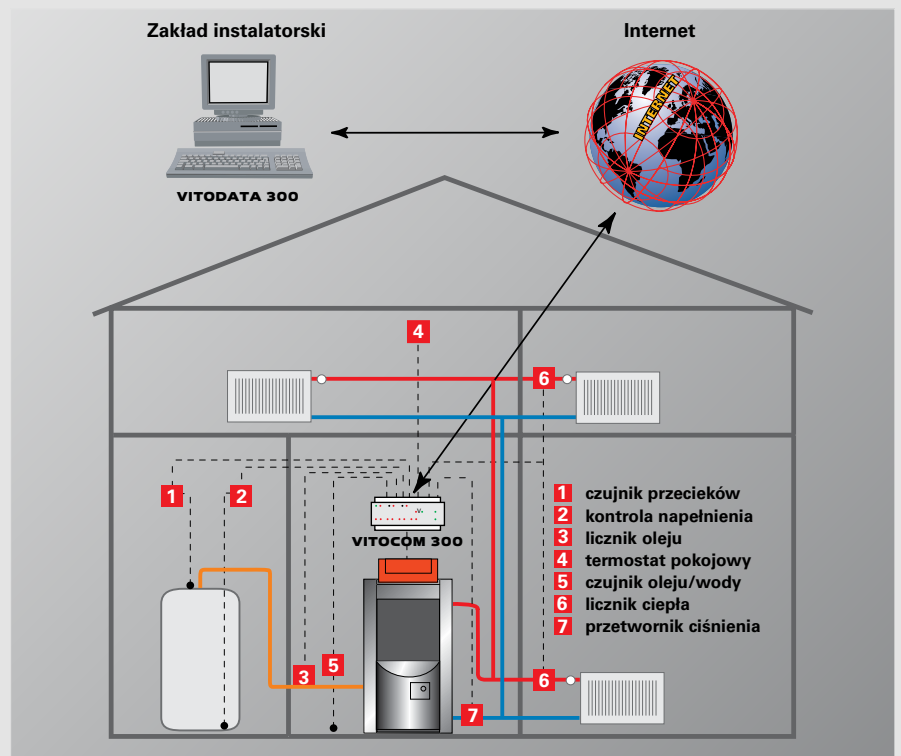 Zakład instalatorski
Internet
INTERNET
VITODATA 300
4
6
1
2
VITOCOM 300
1 czujnik przecieków
2 kontrola napełnienia
3 licznik oleju
4 termostat pokojowy
5 czujnik oleju/wody
6 licznik ciepła
7 przetwornik ciśnienia
3
5
6
7